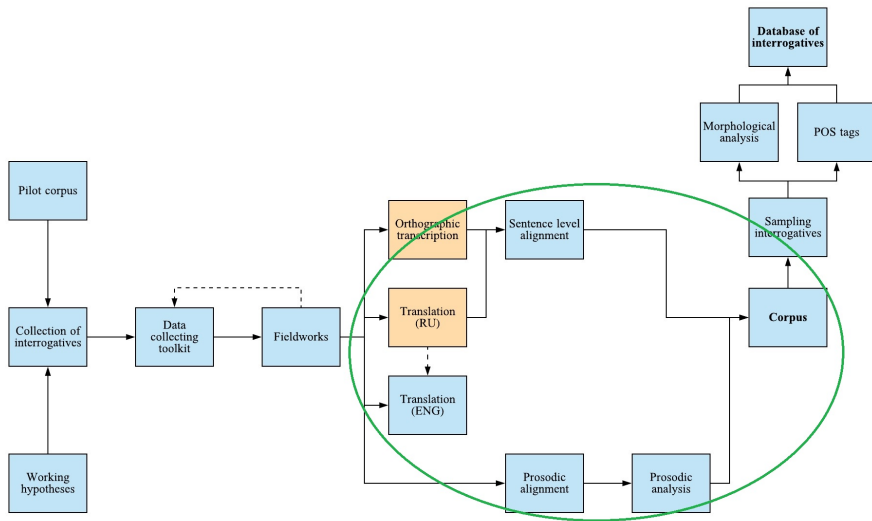 Database of
interrogatives
Morphological
analysis
POS tags
Pilot corpus
Orthographic
transcription
Sentence level
alignment
Sampling
interrogatives
Collection of
interrogatives
Data
collecting
toolkit
Fieldworks
Translation
(RU)
Corpus
Translation
(ENG)
Working
hypotheses
Prosodic
alignment
Prosodic
analysis